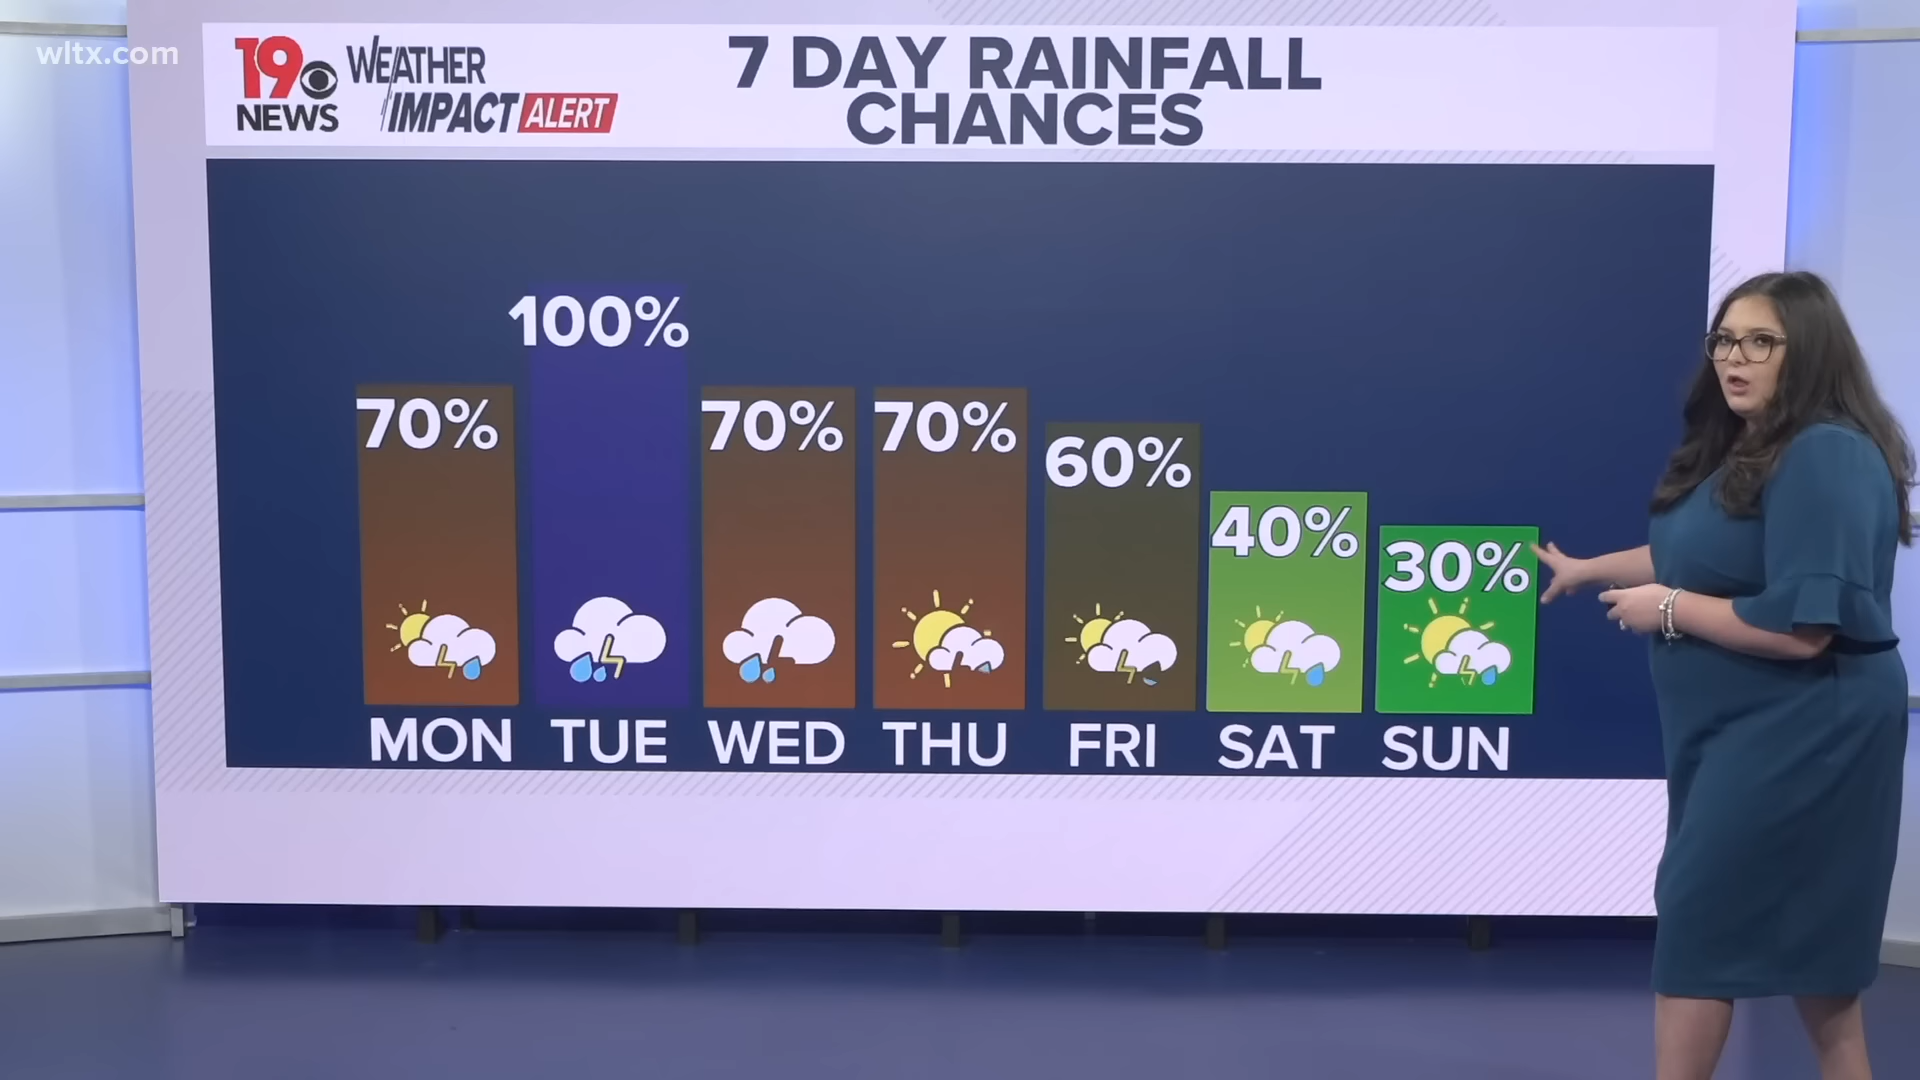 wltx.com
19 NEWS
WEATHER
IMPACT ALERT
7 DAY RAINFALL
CHANCES
70% 100% 70% 70% 60% 40% 30%
MON TUE WED THU FRI SAT SUN